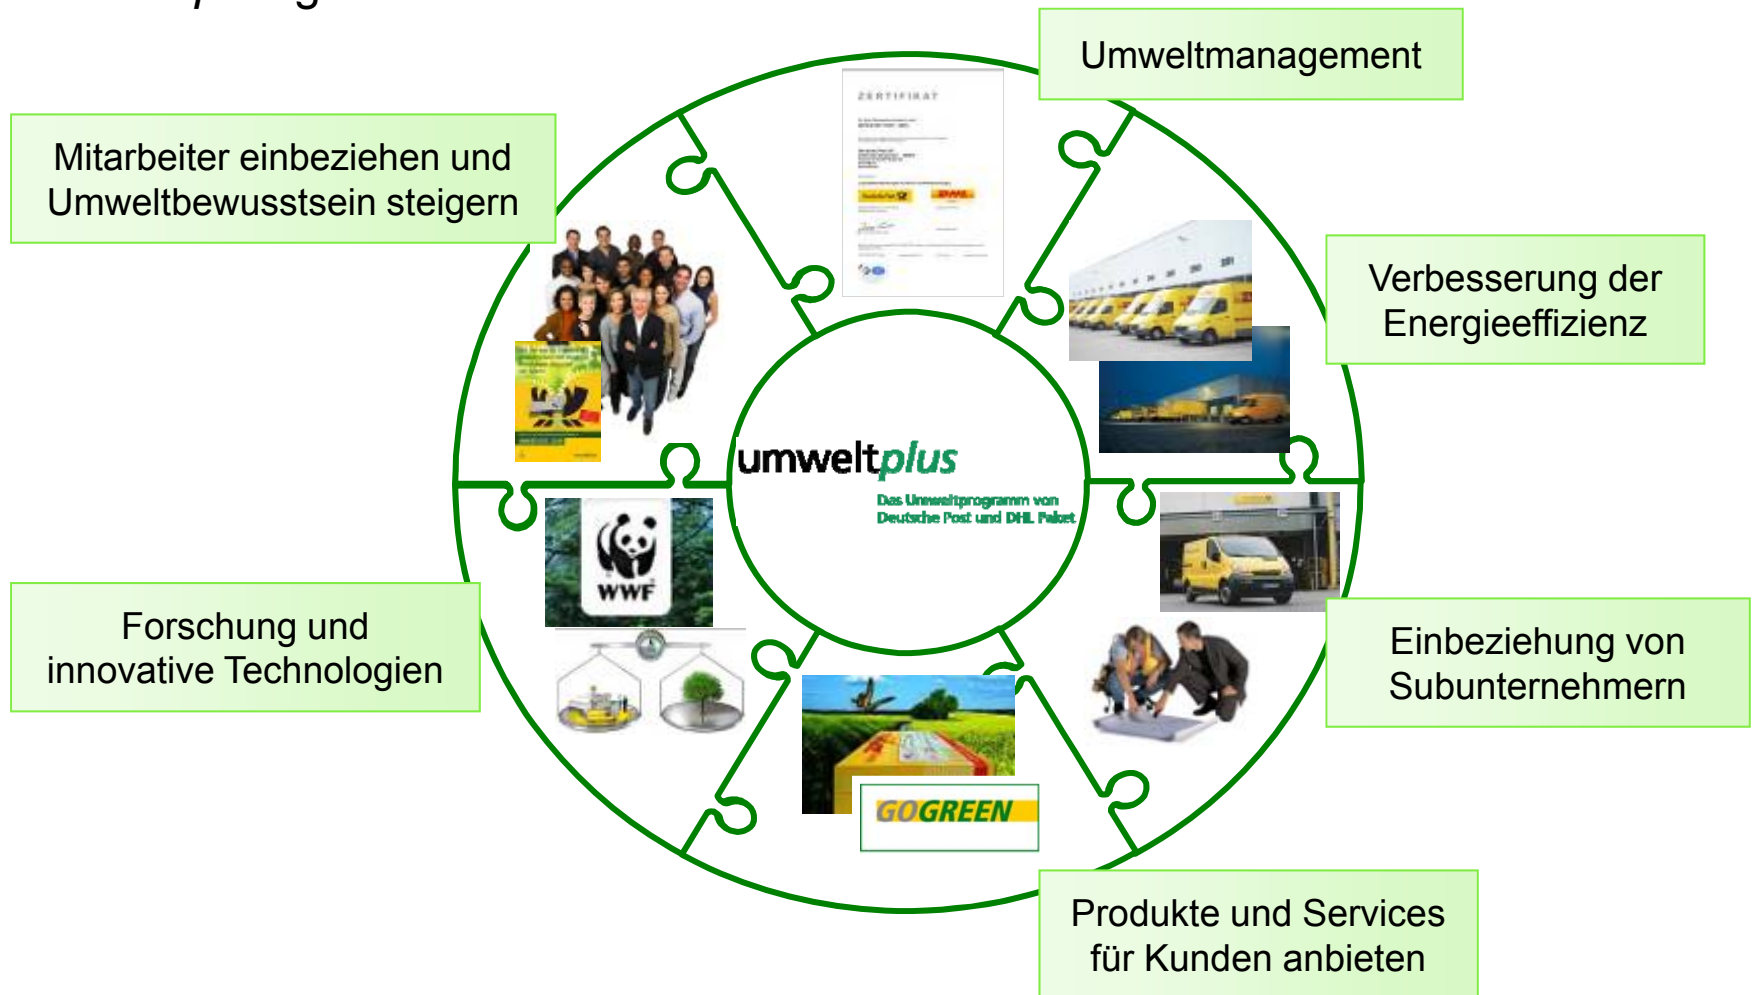 Umweltmanagement
Mitarbeiter einbeziehen und
Umweltbewusstsein steigern
ZERTIFIKAT
Verbesserung der
Energieeffizienz
umweltplus
Das Umweltprogramm von
Deutsche Post und DHL Paket
WWF
Forschung und
innovative Technologien
Einbeziehung von
Subunternehmern
GOGREEN
Produkte und Services
für Kunden anbieten